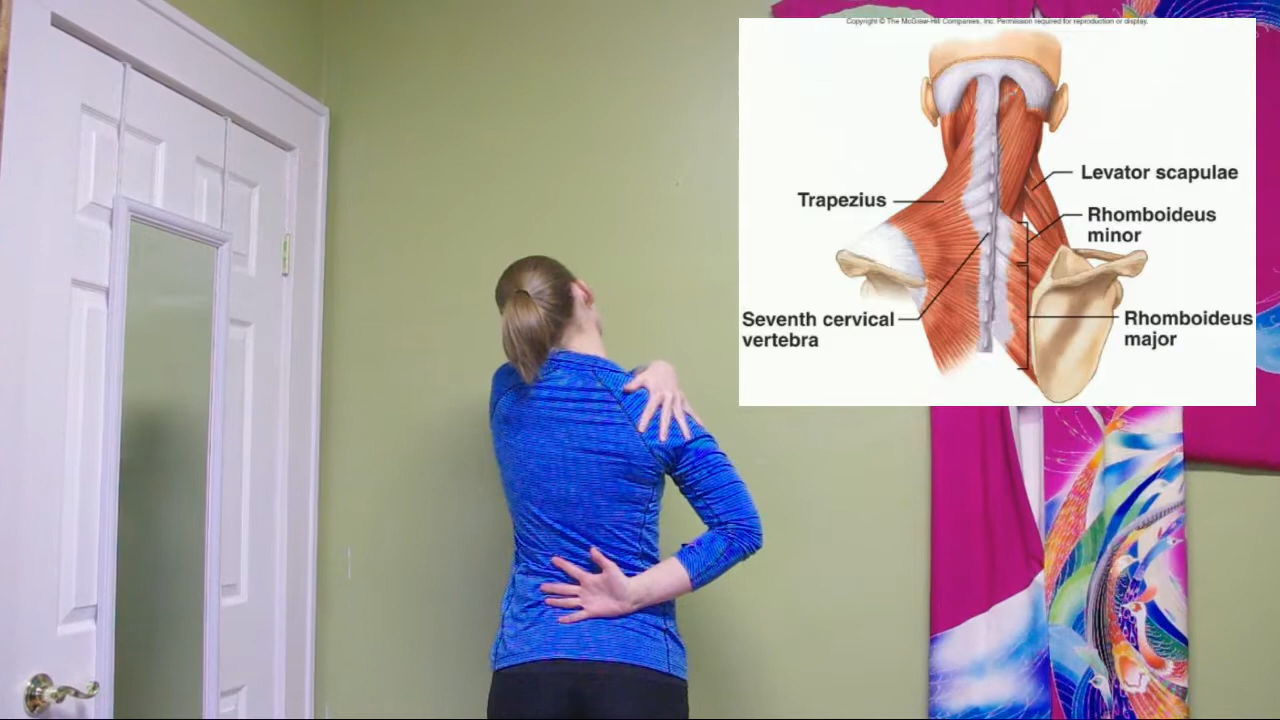 Copyright © The McGraw-Hill Companies, Inc. Permission required for reproduction or display.
Levator scapulae
Trapezius
Rhomboideus
minor
Seventh cervical
vertebra
Rhomboideus
major